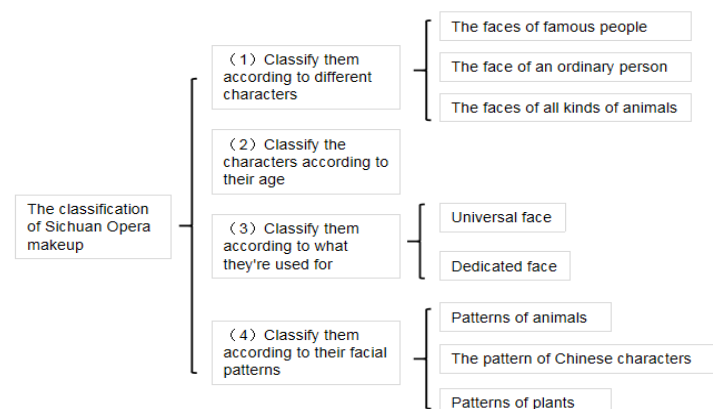 The classification
of Sichuan Opera
makeup
（1）Classify them
according to different
characters
The faces of famous people
The face of an ordinary person
The faces of all kinds of animals
（2）Classify the
characters according to
their age
（3）Classify them
according to what
they're used for
Universal face
Dedicated face
（4）Classify them
according to their facial
patterns
Patterns of animals
The pattern of Chinese characters
Patterns of plants